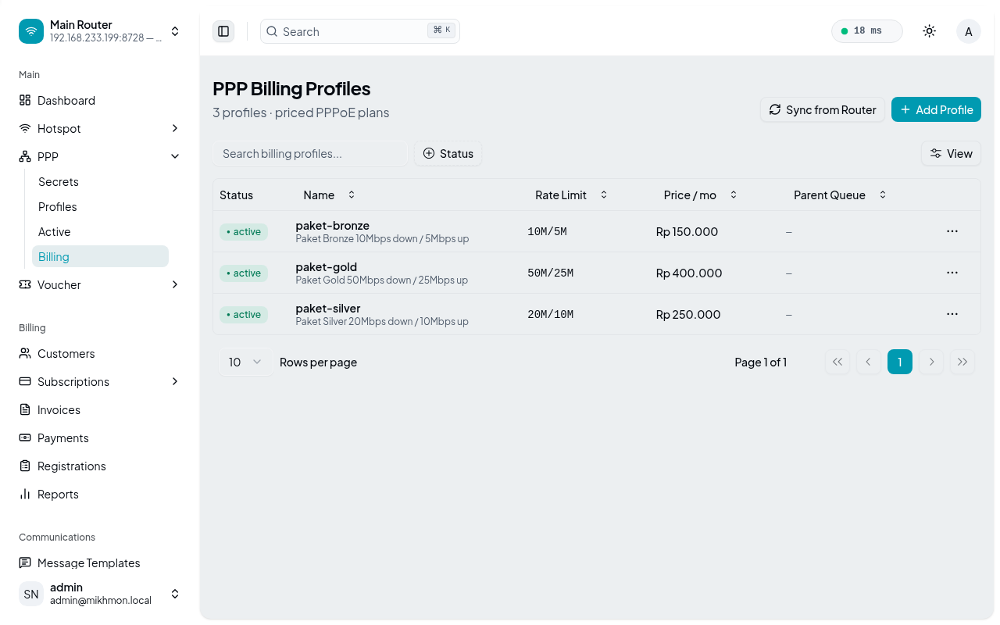 Main Router
192.168.233.199:8728 — ...
Search
⌘ K
18 ms
A
Main
Dashboard
Hotspot
PPP
Secrets
Profiles
Active
Billing
Voucher
Billing
Customers
Subscriptions
Invoices
Payments
Registrations
Reports
Communications
Message Templates
SN
admin
admin@mikhmon.local
PPP Billing Profiles
3 profiles · priced PPPoE plans
Sync from Router
Add Profile
Search billing profiles...
Status
View
Status Name Rate Limit Price / mo Parent Queue
• active paket-bronze 10M/5M Rp 150.000 — ...
Paket Bronze 10Mbps down / 5Mbps up
• active paket-gold 50M/25M Rp 400.000 — ...
Paket Gold 50Mbps down / 25Mbps up
• active paket-silver 20M/10M Rp 250.000 — ...
Paket Silver 20Mbps down / 10Mbps up
10 Rows per page Page 1 of 1 1